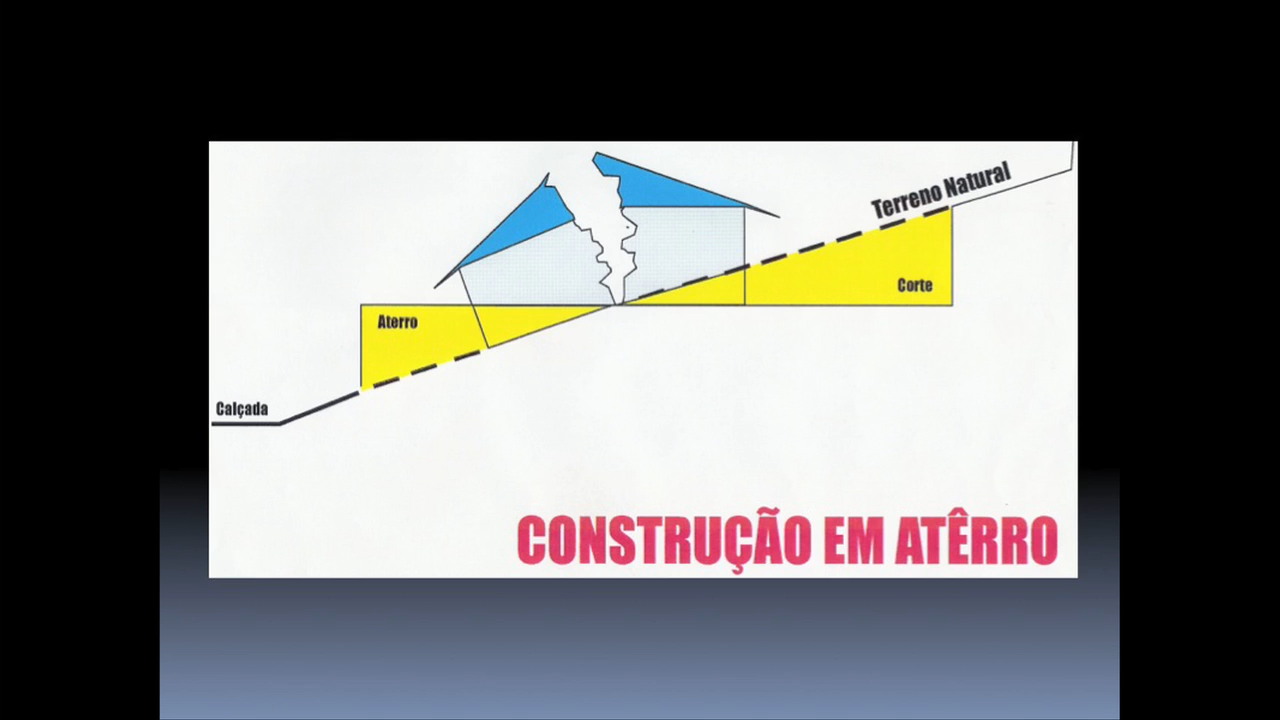 Terreno Natural
Corte
Aterro
Calçada
CONSTRUÇÃO EM ATÊRRO